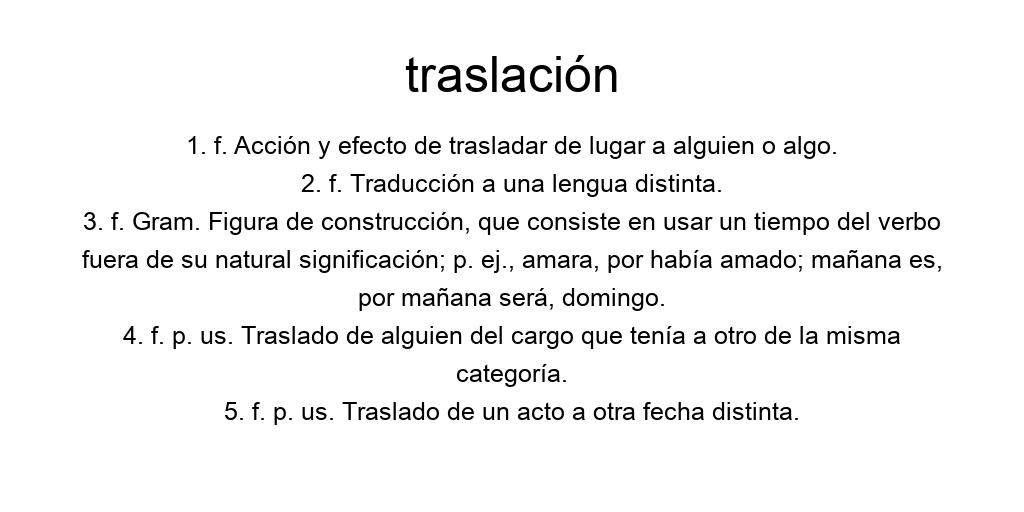 traslación
1. f. Acción y efecto de trasladar de lugar a alguien o algo.
2. f. Traducción a una lengua distinta.
3. f. Gram. Figura de construcción, que consiste en usar un tiempo del verbo
fuera de su natural significación; p. ej., amara, por había amado; mañana es,
por mañana será, domingo.
4. f. p. us. Traslado de alguien del cargo que tenía a otro de la misma
categoría.
5. f. p. us. Traslado de un acto a otra fecha distinta.